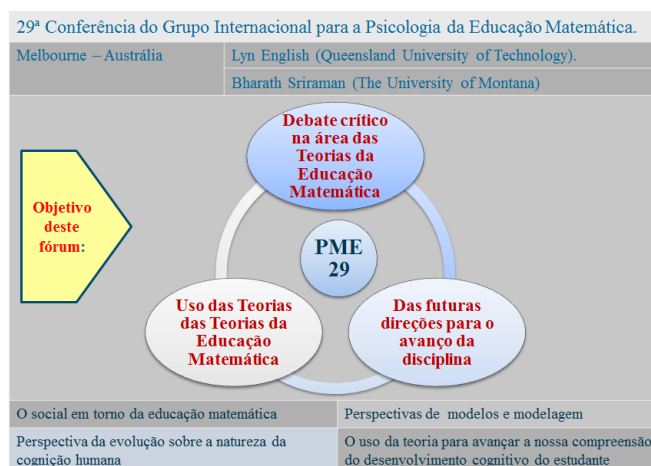 29ª Conferência do Grupo Internacional para a Psicologia da Educação Matemática.
Melbourne – Austrália
Lyn English (Queensland University of Technology).
Bharath Sriraman (The University of Montana)
Debate crítico
na área das
Teorias da
Educação
Matemática
Objetivo
deste
fórum:
PME
29
Uso das Teorias
das Teorias da
Educação
Matemática
Das futuras
direções para o
avanço da
disciplina
O social em torno da educação matemática
Perspectivas de modelos e modelagem
Perspectiva da evolução sobre a natureza da
cognição humana
O uso da teoria para avançar a nossa compreensão
do desenvolvimento cognitivo do estudante